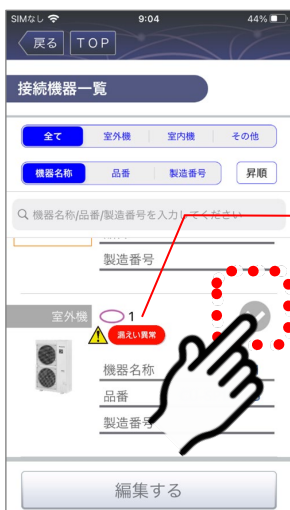 SIMなし 9:04 44%
戻る TOP
接続機器一覧
全て 室外機 室内機 その他
機器名称 品番 製造番号 昇順
機器名称/品番/製造番号を入力してください
製造番号
室外機 1
漏えい異常
機器名称
品番
製造番号
編集する